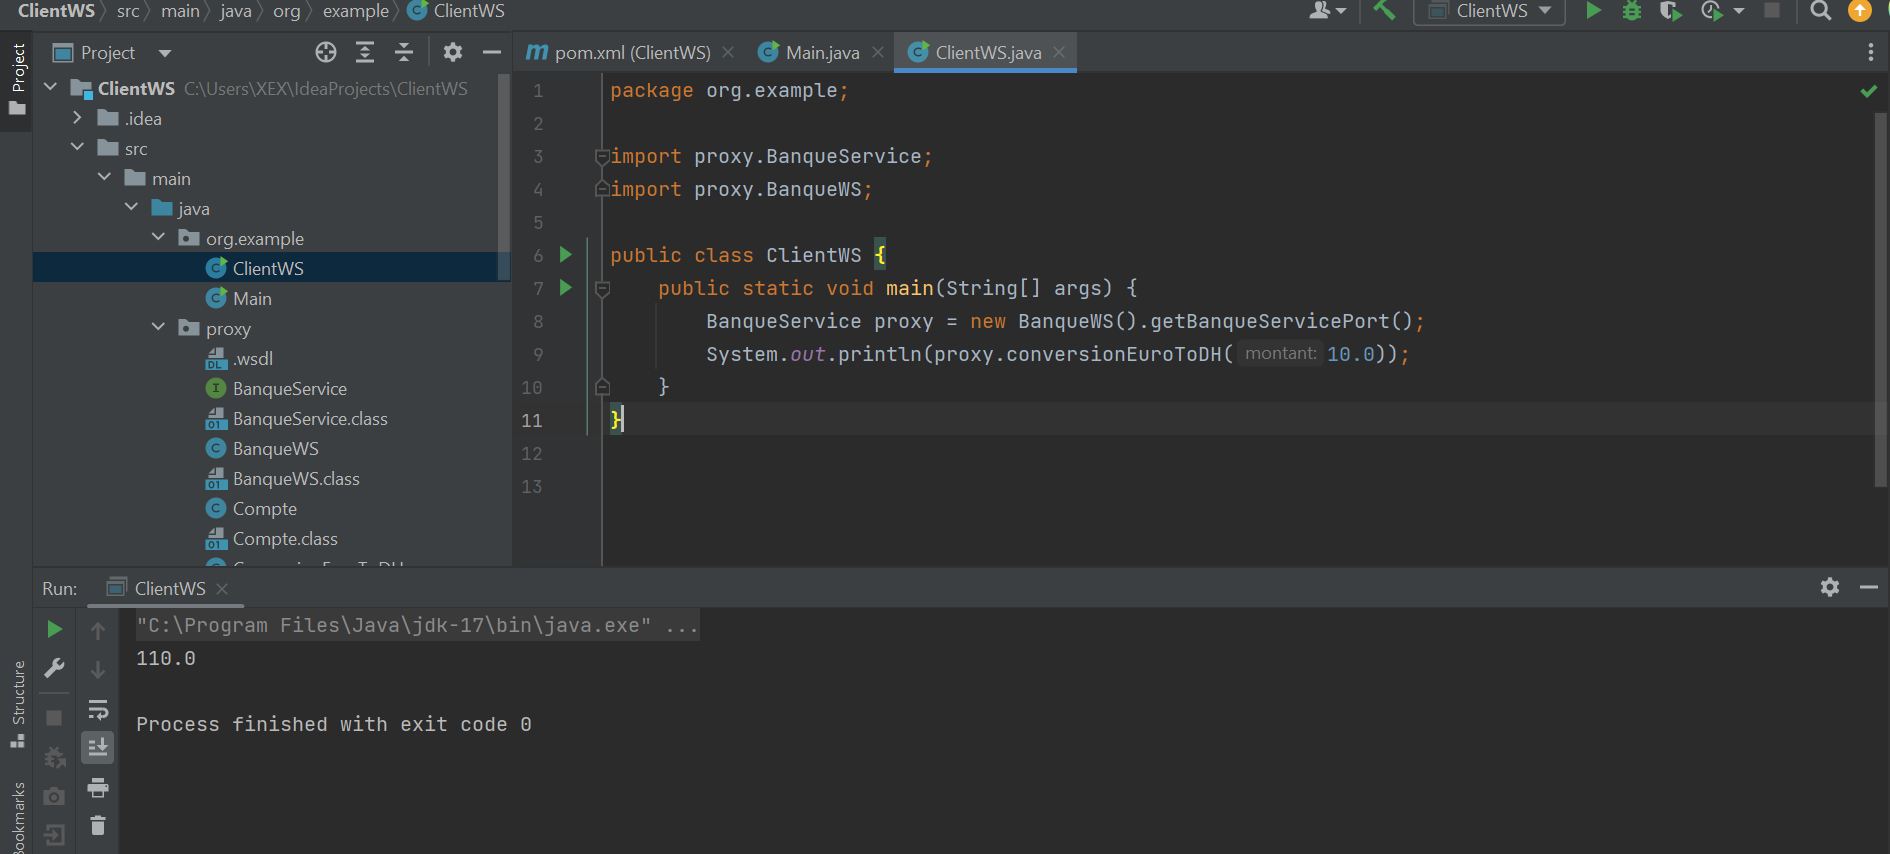 ClientWS src main java org example ClientWS
ClientWS
Project
pom.xml (ClientWS) Main.java ClientWS.java
Project
ClientWS C:\Users\XEX\IdeaProjects\ClientWS
.idea
src
main
java
org.example
ClientWS
Main
proxy
.wsdl
BanqueService
BanqueService.class
BanqueWS
BanqueWS.class
Compte
Compte.class
1 package org.example;
2
3 import proxy.BanqueService;
4 import proxy.BanqueWS;
5
6 public class ClientWS {
7 public static void main(String[] args) {
8 BanqueService proxy = new BanqueWS().getBanqueServicePort();
9 System.out.println(proxy.conversionEuroToDH( montant: 10.0));
10 }
11 }
12
13
Run: ClientWS
"C:\Program Files\Java\jdk-17\bin\java.exe" ...
110.0
Process finished with exit code 0
Structure
Bookmarks